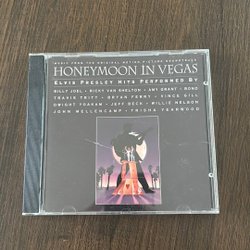 MUSIC FROM THE ORIGINAL MOTION PICTURE SOUNDTRACK
HONEYMOON IN VEGAS
ELVIS PRESLEY HITS PERFORMED BY
BILLY JOEL • RICKY VAN SHELTON • AMY GRANT • BONO
TRAVIS TRITT • BRYAN FERRY • VINCE GILL
DWIGHT YOAKAM • JEFF BECK • WILLIE NELSON
JOHN MELLENCAMP • TRISHA YEARWOOD